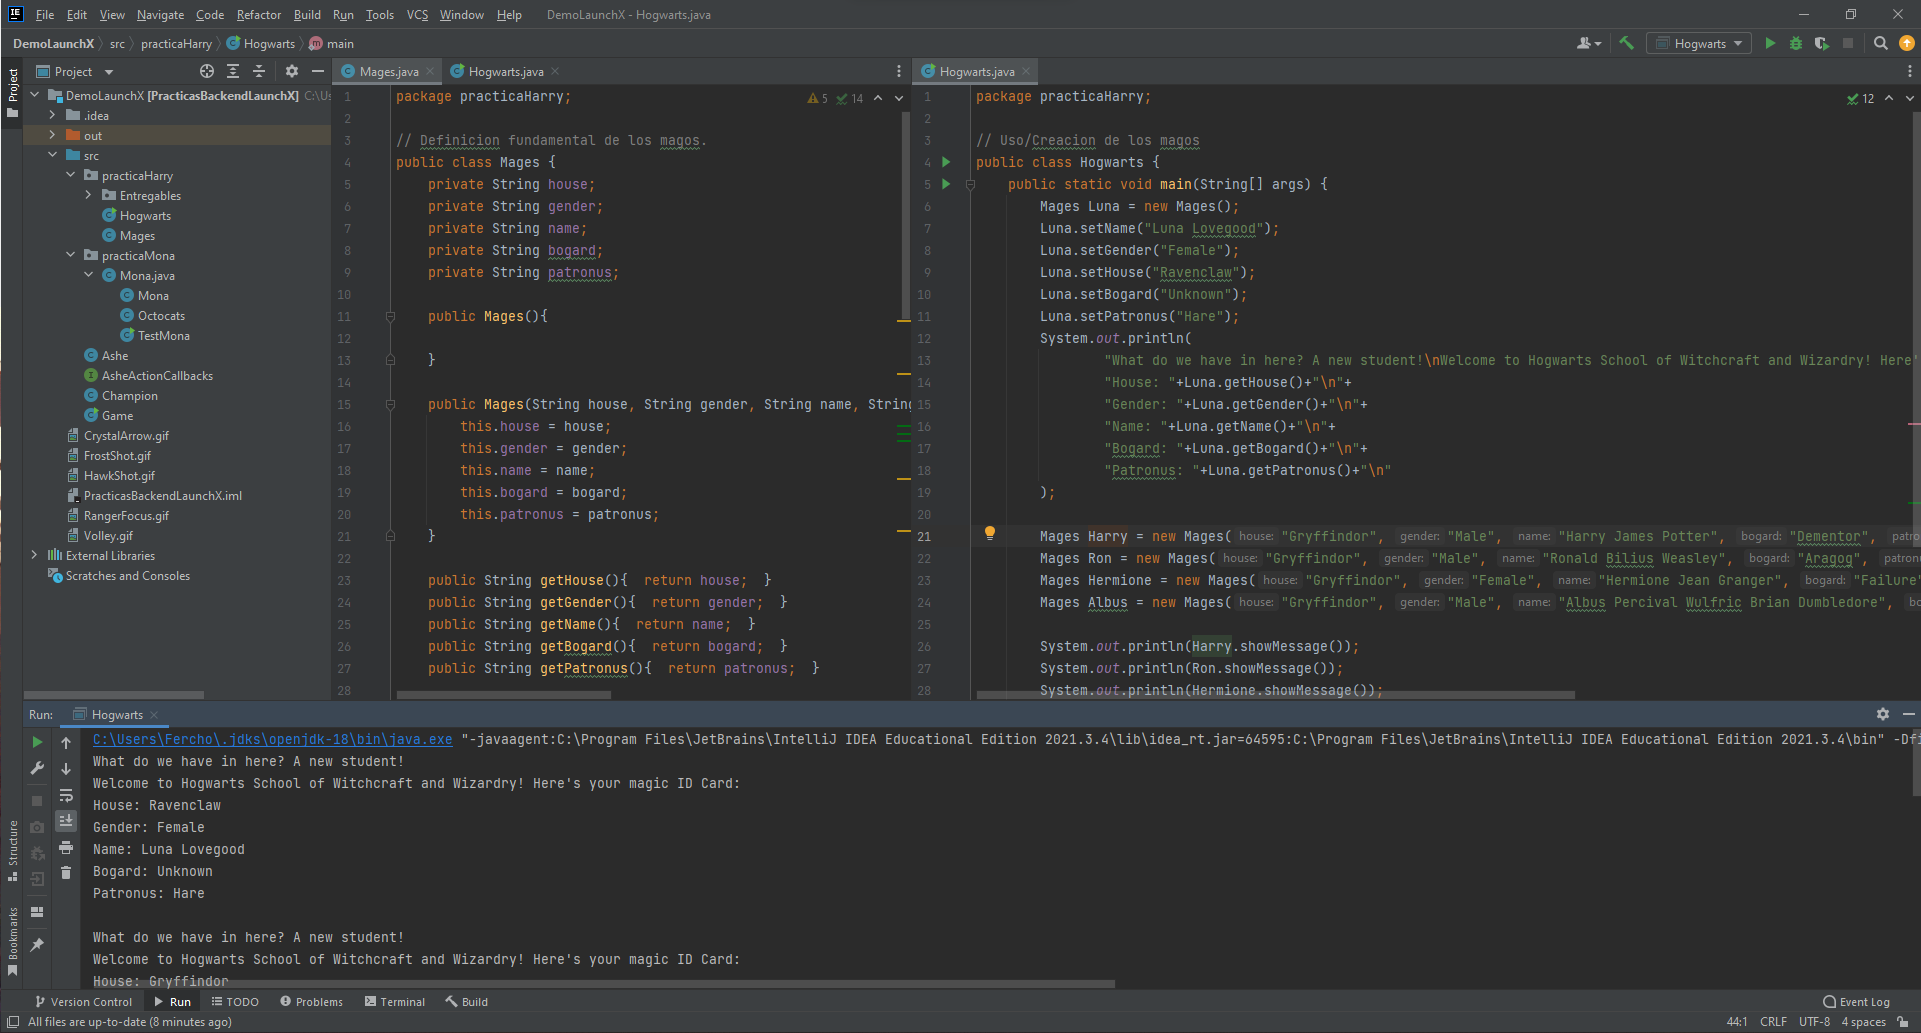 File Edit View Navigate Code Refactor Build Run Tools VCS Window Help DemoLaunchX - Hogwarts.java
DemoLaunchX src practicaHarry Hogwarts main
Hogwarts
Project
Project
DemoLaunchX [PracticasBackendLaunchX] C:\Us
.idea
out
src
practicaHarry
Entregables
Hogwarts
Mages
practicaMona
Mona.java
Mona
Octocats
TestMona
Ashe
AsheActionCallbacks
Champion
Game
CrystalArrow.gif
FrostShot.gif
HawkShot.gif
PracticasBackendLaunchX.iml
RangerFocus.gif
Volley.gif
External Libraries
Scratches and Consoles
Mages.java Hogwarts.java
5 14
1 package practicaHarry;
2
3 // Definicion fundamental de los magos.
4 public class Mages {
5 private String house;
6 private String gender;
7 private String name;
8 private String bogard;
9 private String patronus;
10
11 public Mages(){
12
13 }
14
15 public Mages(String house, String gender, String name, String
16 this.house = house;
17 this.gender = gender;
18 this.name = name;
19 this.bogard = bogard;
20 this.patronus = patronus;
21 }
22
23 public String getHouse(){ return house; }
24 public String getGender(){ return gender; }
25 public String getName(){ return name; }
26 public String getBogard(){ return bogard; }
27 public String getPatronus(){ return patronus; }
28
Hogwarts.java
12
1 package practicaHarry;
2
3 // Uso/Creacion de los magos
4 public class Hogwarts {
5 public static void main(String[] args) {
6 Mages Luna = new Mages();
7 Luna.setName("Luna Lovegood");
8 Luna.setGender("Female");
9 Luna.setHouse("Ravenclaw");
10 Luna.setBogard("Unknown");
11 Luna.setPatronus("Hare");
12 System.out.println(
13 "What do we have in here? A new student!\nWelcome to Hogwarts School of Witchcraft and Wizardry! Here'
14 "House: "+Luna.getHouse()+"\n"+
15 "Gender: "+Luna.getGender()+"\n"+
16 "Name: "+Luna.getName()+"\n"+
17 "Bogard: "+Luna.getBogard()+"\n"+
18 "Patronus: "+Luna.getPatronus()+"\n"
19 );
20
21 Mages Harry = new Mages( house: "Gryffindor", gender: "Male", name: "Harry James Potter", bogard: "Dementor", patro
22 Mages Ron = new Mages( house: "Gryffindor", gender: "Male", name: "Ronald Bilius Weasley", bogard: "Aragog", patron
23 Mages Hermione = new Mages( house: "Gryffindor", gender: "Female", name: "Hermione Jean Granger", bogard: "Failure"
24 Mages Albus = new Mages( house: "Gryffindor", gender: "Male", name: "Albus Percival Wulfric Brian Dumbledore", bo
25
26 System.out.println(Harry.showMessage());
27 System.out.println(Ron.showMessage());
28 System.out.println(Hermione.showMessage());
Run: Hogwarts
C:\Users\Fercho\.jdks\openjdk-18\bin\java.exe "-javaagent:C:\Program Files\JetBrains\IntelliJ IDEA Educational Edition 2021.3.4\lib\idea_rt.jar=64595:C:\Program Files\JetBrains\IntelliJ IDEA Educational Edition 2021.3.4\bin" -Dfi
What do we have in here? A new student!
Welcome to Hogwarts School of Witchcraft and Wizardry! Here's your magic ID Card:
House: Ravenclaw
Gender: Female
Name: Luna Lovegood
Bogard: Unknown
Patronus: Hare
What do we have in here? A new student!
Welcome to Hogwarts School of Witchcraft and Wizardry! Here's your magic ID Card:
House: Gryffindor
Structure
Bookmarks
Version Control Run TODO Problems Terminal Build Event Log
All files are up-to-date (8 minutes ago) 44:1 CRLF UTF-8 4 spaces